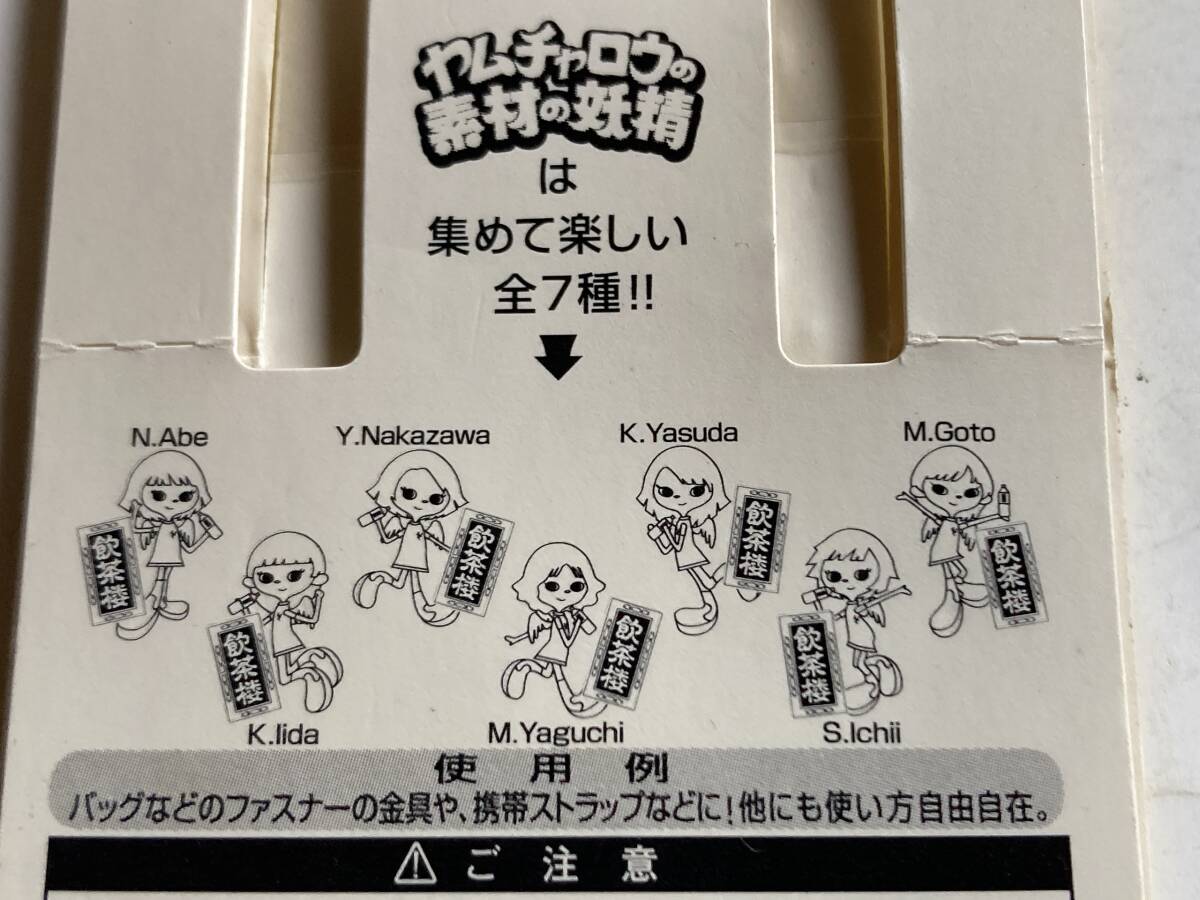 ヤムチャロウの
素材の妖精
は
集めて楽しい
全7種!!
N.Abe
Y.Nakazawa
K.Yasuda
M.Goto
飲茶楼
飲茶楼
飲茶楼
飲茶楼
飲茶楼
飲茶楼
飲茶楼
K.Iida
M.Yaguchi
S.Ichii
使用例
バッグなどのファスナーの金具や、携帯ストラップなどに!他にも使い方自由自在。
⚠ご注意